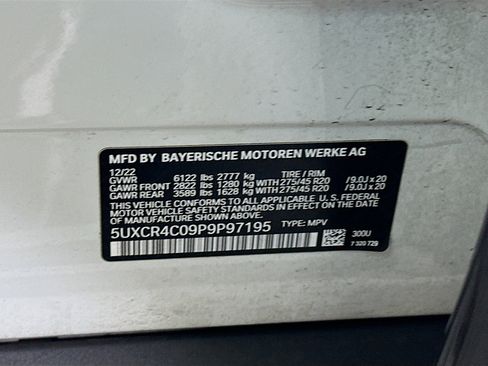 MFD BY BAYERISCHE MOTOREN WERKE AG
12/22
GVWR 6122 lbs 2777 kg TIRE / RIM
GAWR FRONT 2822 lbs 1280 kg WITH 275/45 R20 / 9.0J x 20
GAWR REAR 3589 lbs 1628 kg WITH 275/45 R20 / 9.0J x 20
THIS VEHICLE CONFORMS TO ALL APPLICABLE U. S. FEDERAL
MOTOR VEHICLE SAFETY STANDARDS IN EFFECT ON THE DATE
OF MANUFACTURE SHOWN ABOVE.
5UXCR4C09P9P97195 TYPE: MPV 300U
7 320 729